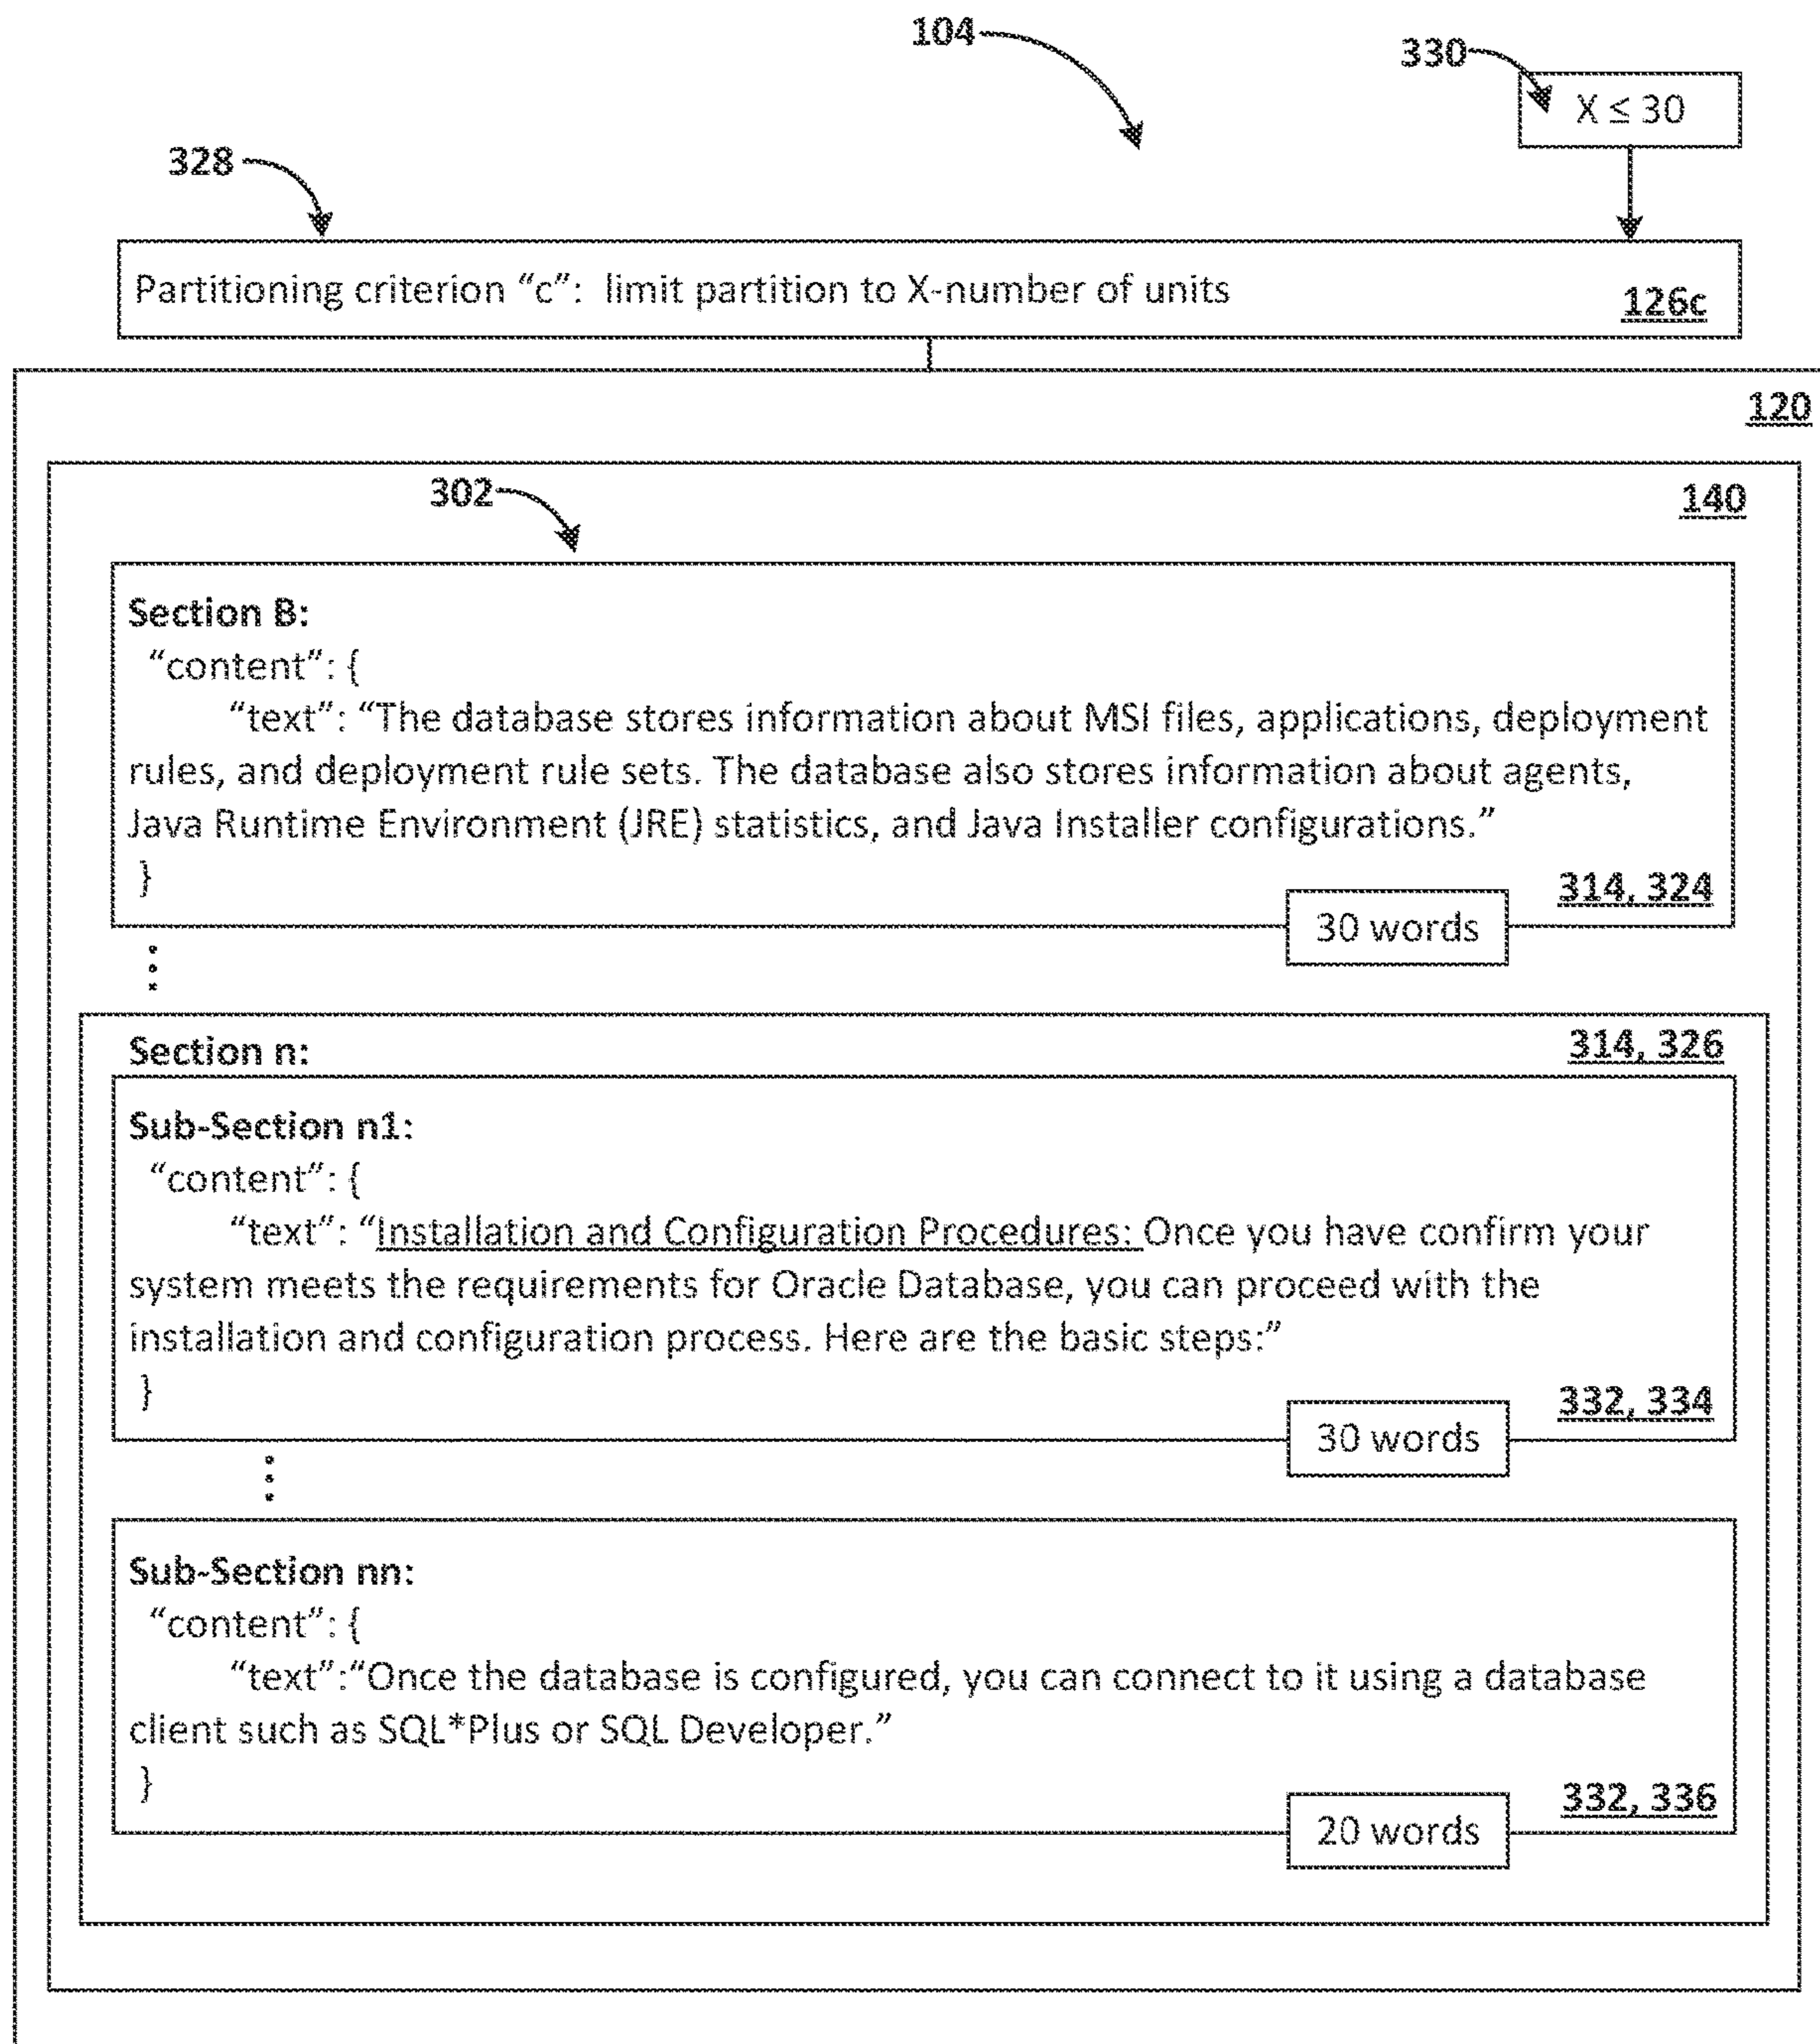 104
330
X ≤ 30
328
Partitioning criterion “c”: limit partition to X-number of units
126c
120
302
140
Section B:
“content”: {
“text”: “The database stores information about MSI files, applications, deployment
rules, and deployment rule sets. The database also stores information about agents,
Java Runtime Environment (JRE) statistics, and Java Installer configurations.”
}
314, 324
30 words
Section n:
314, 326
Sub-Section n1:
“content”: {
“text”: “Installation and Configuration Procedures: Once you have confirm your
system meets the requirements for Oracle Database, you can proceed with the
installation and configuration process. Here are the basic steps:”
}
332, 334
30 words
Sub-Section nn:
“content”: {
“text”:“Once the database is configured, you can connect to it using a database
client such as SQL*Plus or SQL Developer.”
}
332, 336
20 words